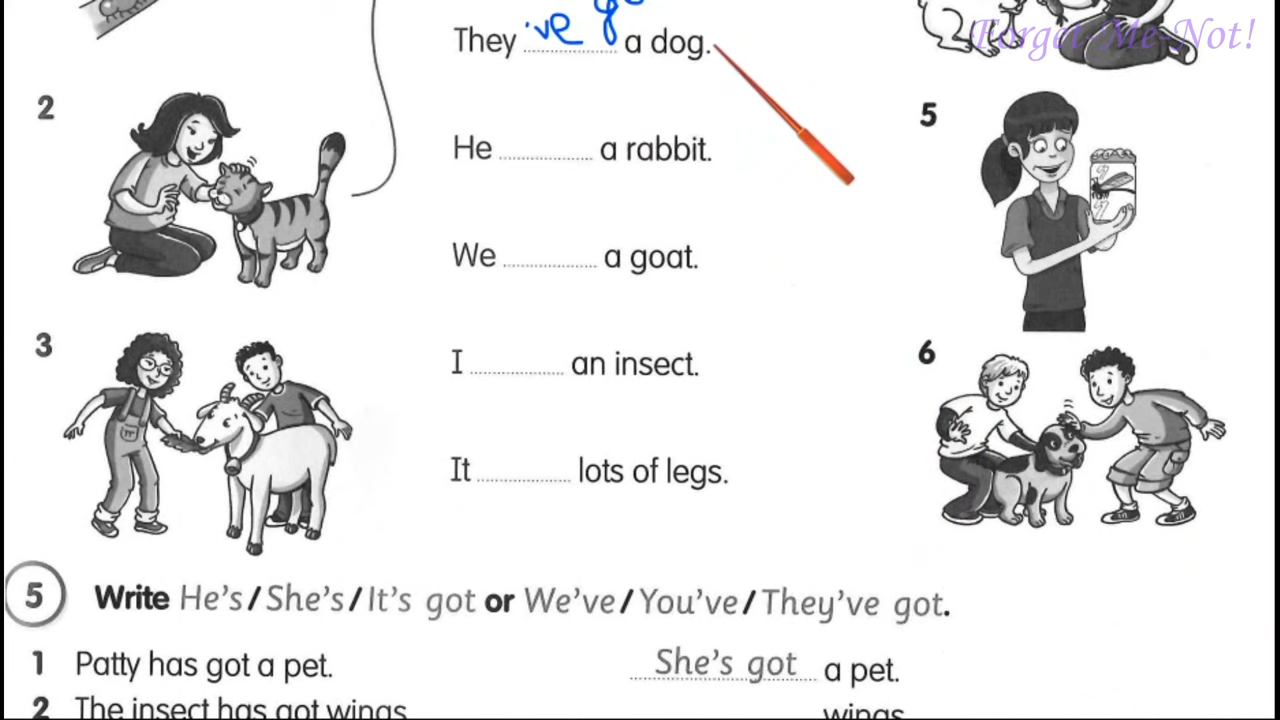 Forget Me Not!
They 've go a dog.
2
He ............ a rabbit.
5
We ............ a goat.
3
I ............ an insect.
6
It ............ lots of legs.
5 Write He's / She's / It's got or We've / You've / They've got.
1 Patty has got a pet. She's got a pet.
2 The insect has got wings wings